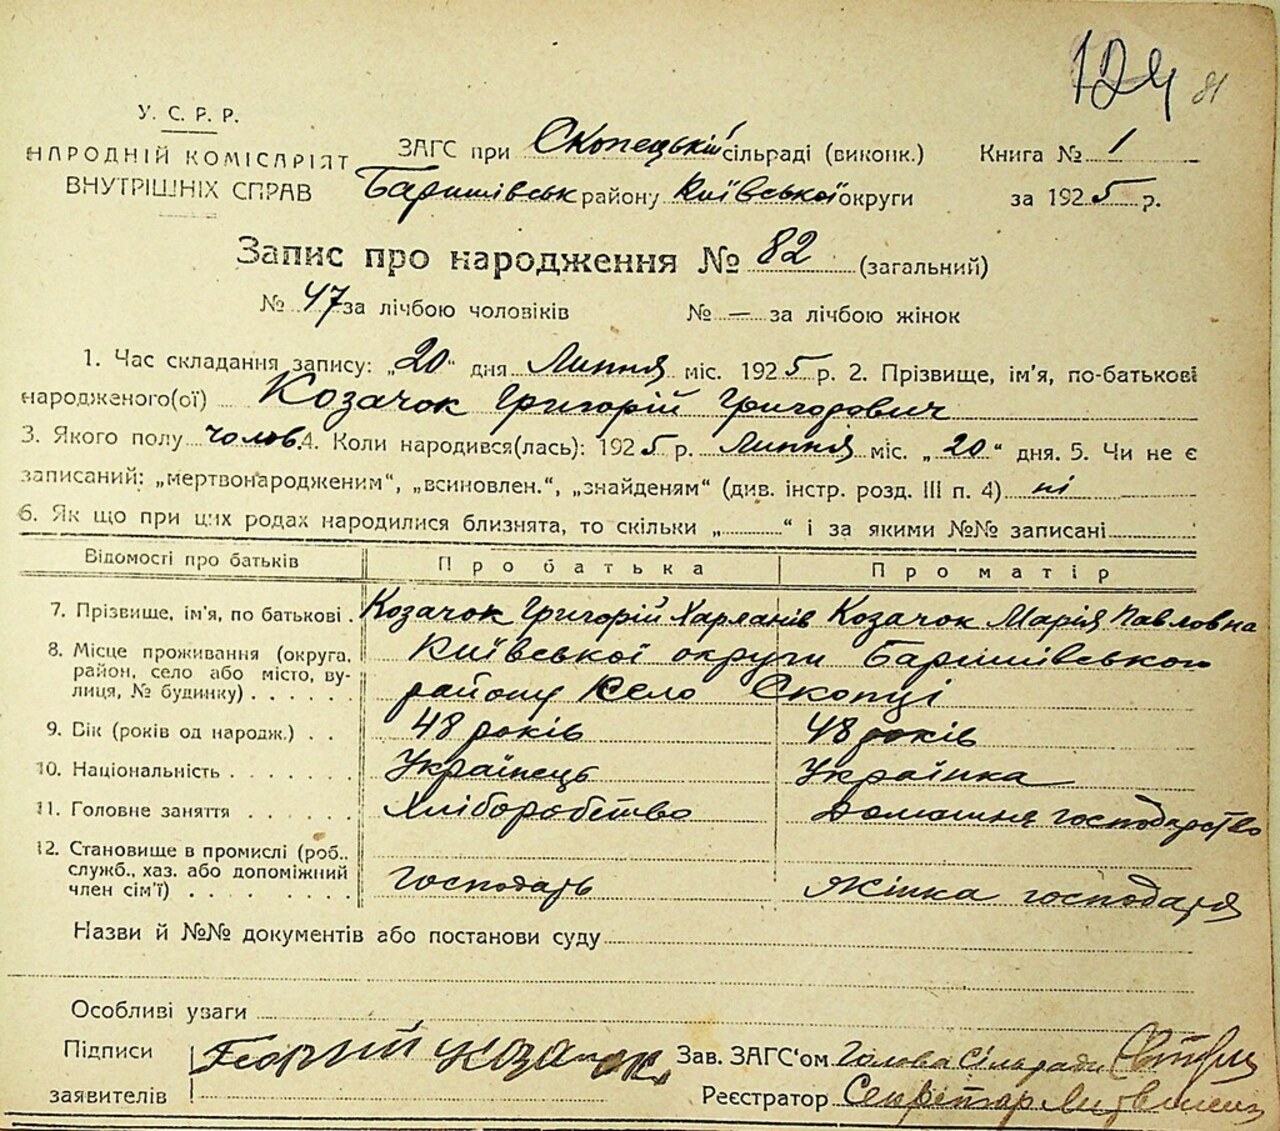 124 81
У. С. Р. Р.
НАРОДНІЙ КОМІСАРІЯТ
ВНУТРІШНІХ СПРАВ
ЗАГС при Скопецькій сільраді (виконк.) Книга № 1
Баришівськ району Київської округи за 1925 р.
Запис про народження № 82 (загальний)
№ 47 за лічбою чоловіків № — за лічбою жінок
1. Час складання запису: „20“ дня Липня міс. 1925 р. 2. Прізвище, ім'я, по-батькові
народженого(ої) Козачок Григорій Григорович
3. Якого полу чолов. 4. Коли народився(лась): 1925 р. Липня міс. „20“ дня. 5. Чи не є
записаний: „мертвонародженим“, „всиновлен.“, „знайденям“ (див. інстр. розд. III п. 4) ні
6. Як що при цих родах народилися близнята, то скільки „ “ і за якими №№ записані
Відомості про батьків Про батька Про матір
7. Прізвище, ім'я, по батькові . Козачок Григорій Козачок Марія Павловна
8. Місце проживання (округа, район, село або місто, вулиця, № будинку) . . . . . Київської округи Баришівського
району село Скопці
9. Вік (років од народж.) . . 48 років 48 років
10. Національність . . . . . . . Українець Українка
11. Головне заняття . . . . . . Хліборобство Домашня господарство
12. Становище в промислі (роб., служб., хаз. або допоміжний член сім'ї) . . . . . . . Господарь Жінка господаря
Назви й №№ документів або постанови суду
Особливі уваги
Підписи
заявителів
Козачок
Зав. ЗАГС'ом Голова Сільради
Реєстратор Секретар